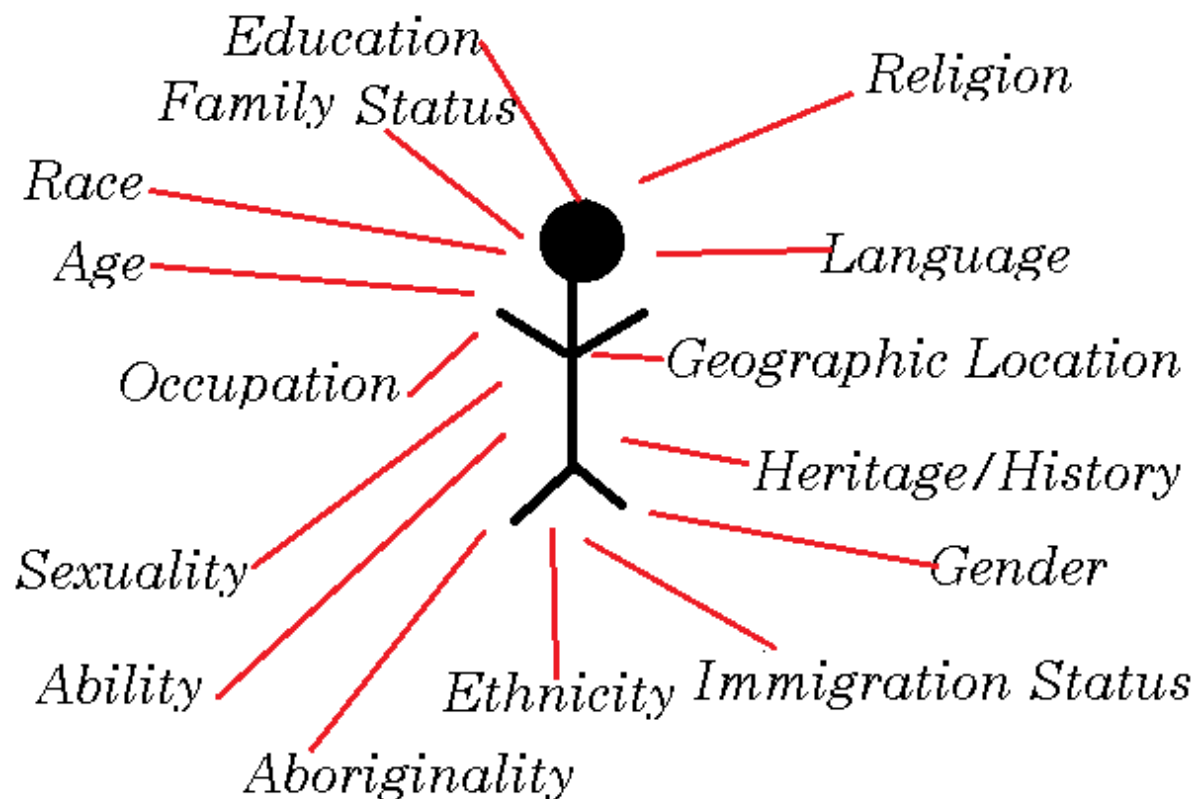 Education
Religion
Family Status
Race
Language
Age
Geographic Location
Occupation
Heritage/History
Sexuality
Gender
Ability
Ethnicity
Immigration Status
Aboriginality